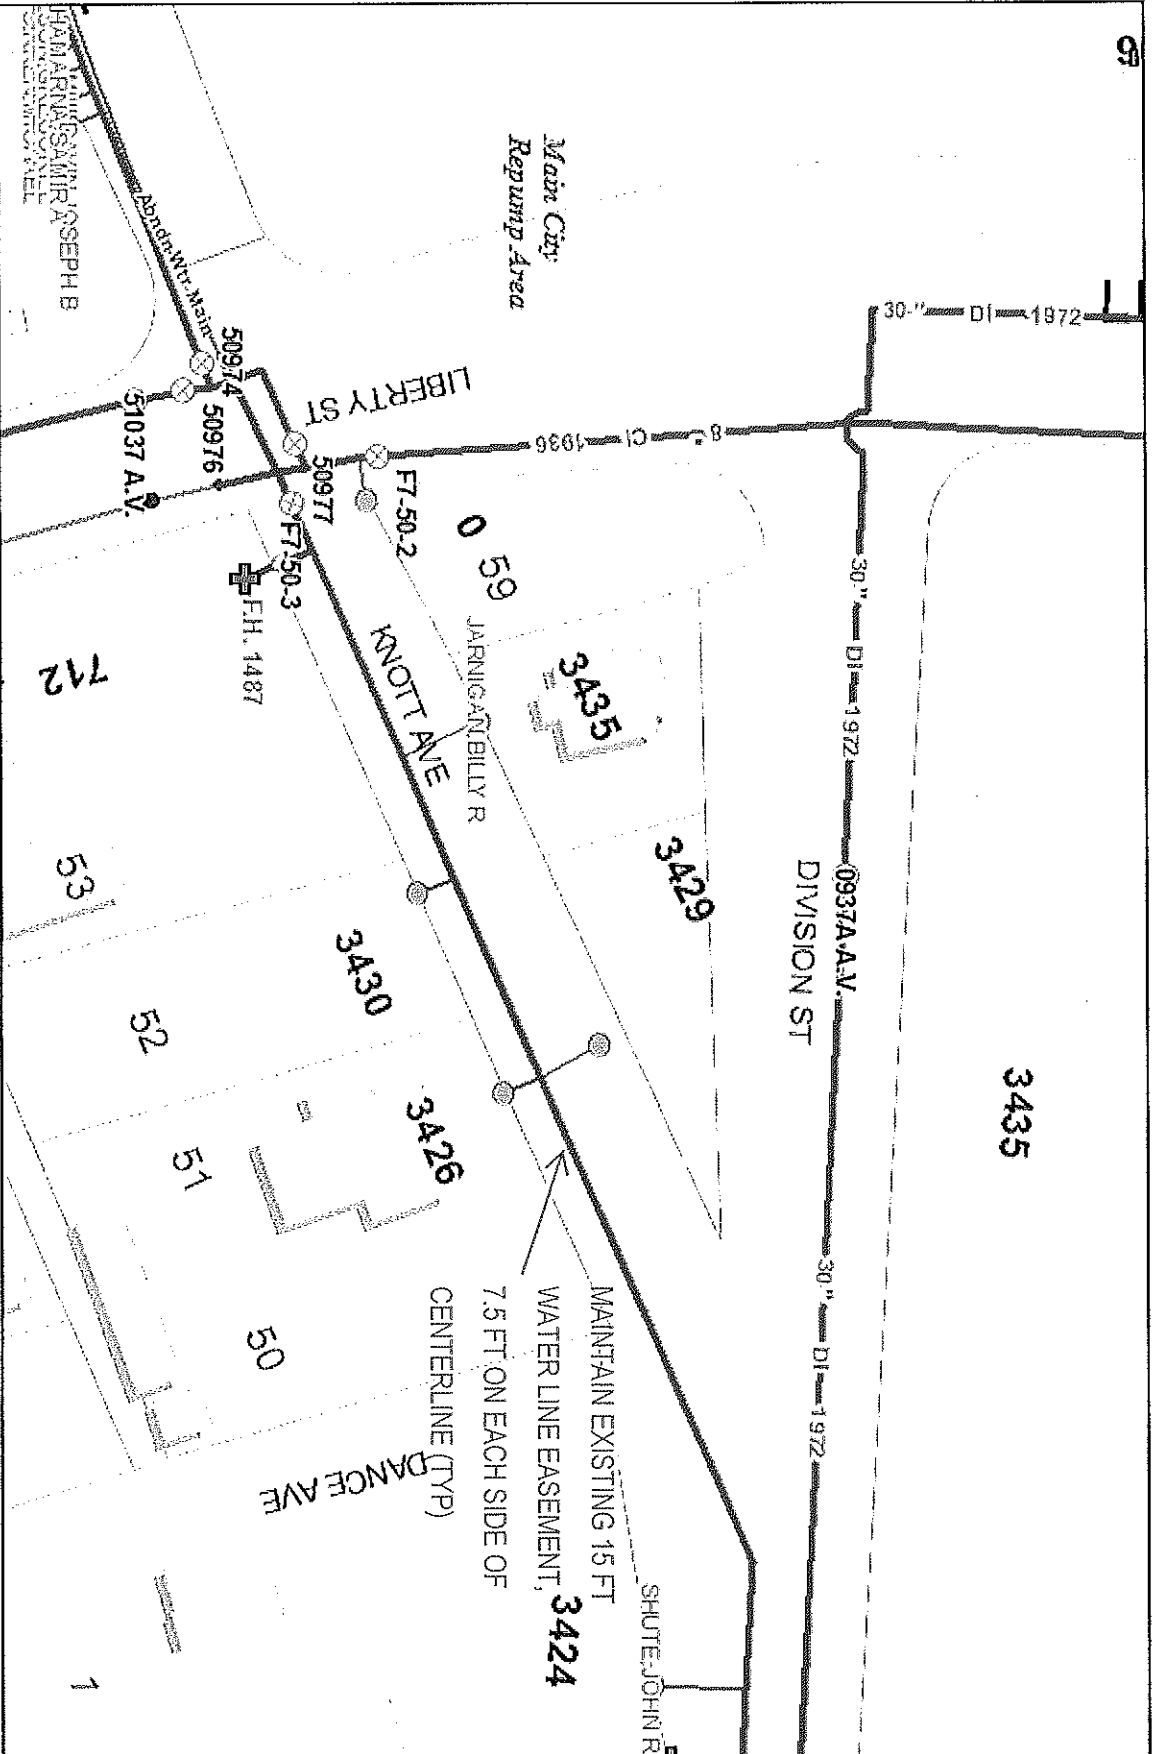 Main City
Repump Area
Abndn-Wtr-Main
30-" DI 1972
LIBERTY ST
8" CI 1936
50974
50976
51037 A.V.
50977
F7-50-2
F7-50-3
F.H. 1487
0 59
JARNIGAN,BILLY R
KNOTT AVE
3435
3429
30" DI 1972
0937A A.V.
DIVISION ST
3435
712
53
3430
52
3426
51
50
30" DI 1972
MAINTAIN EXISTING 15 FT
WATER LINE EASEMENT,
7.5 FT ON EACH SIDE OF
CENTERLINE (TYP)
3424
DANCE AVE
SHUTE,JOHN R
1